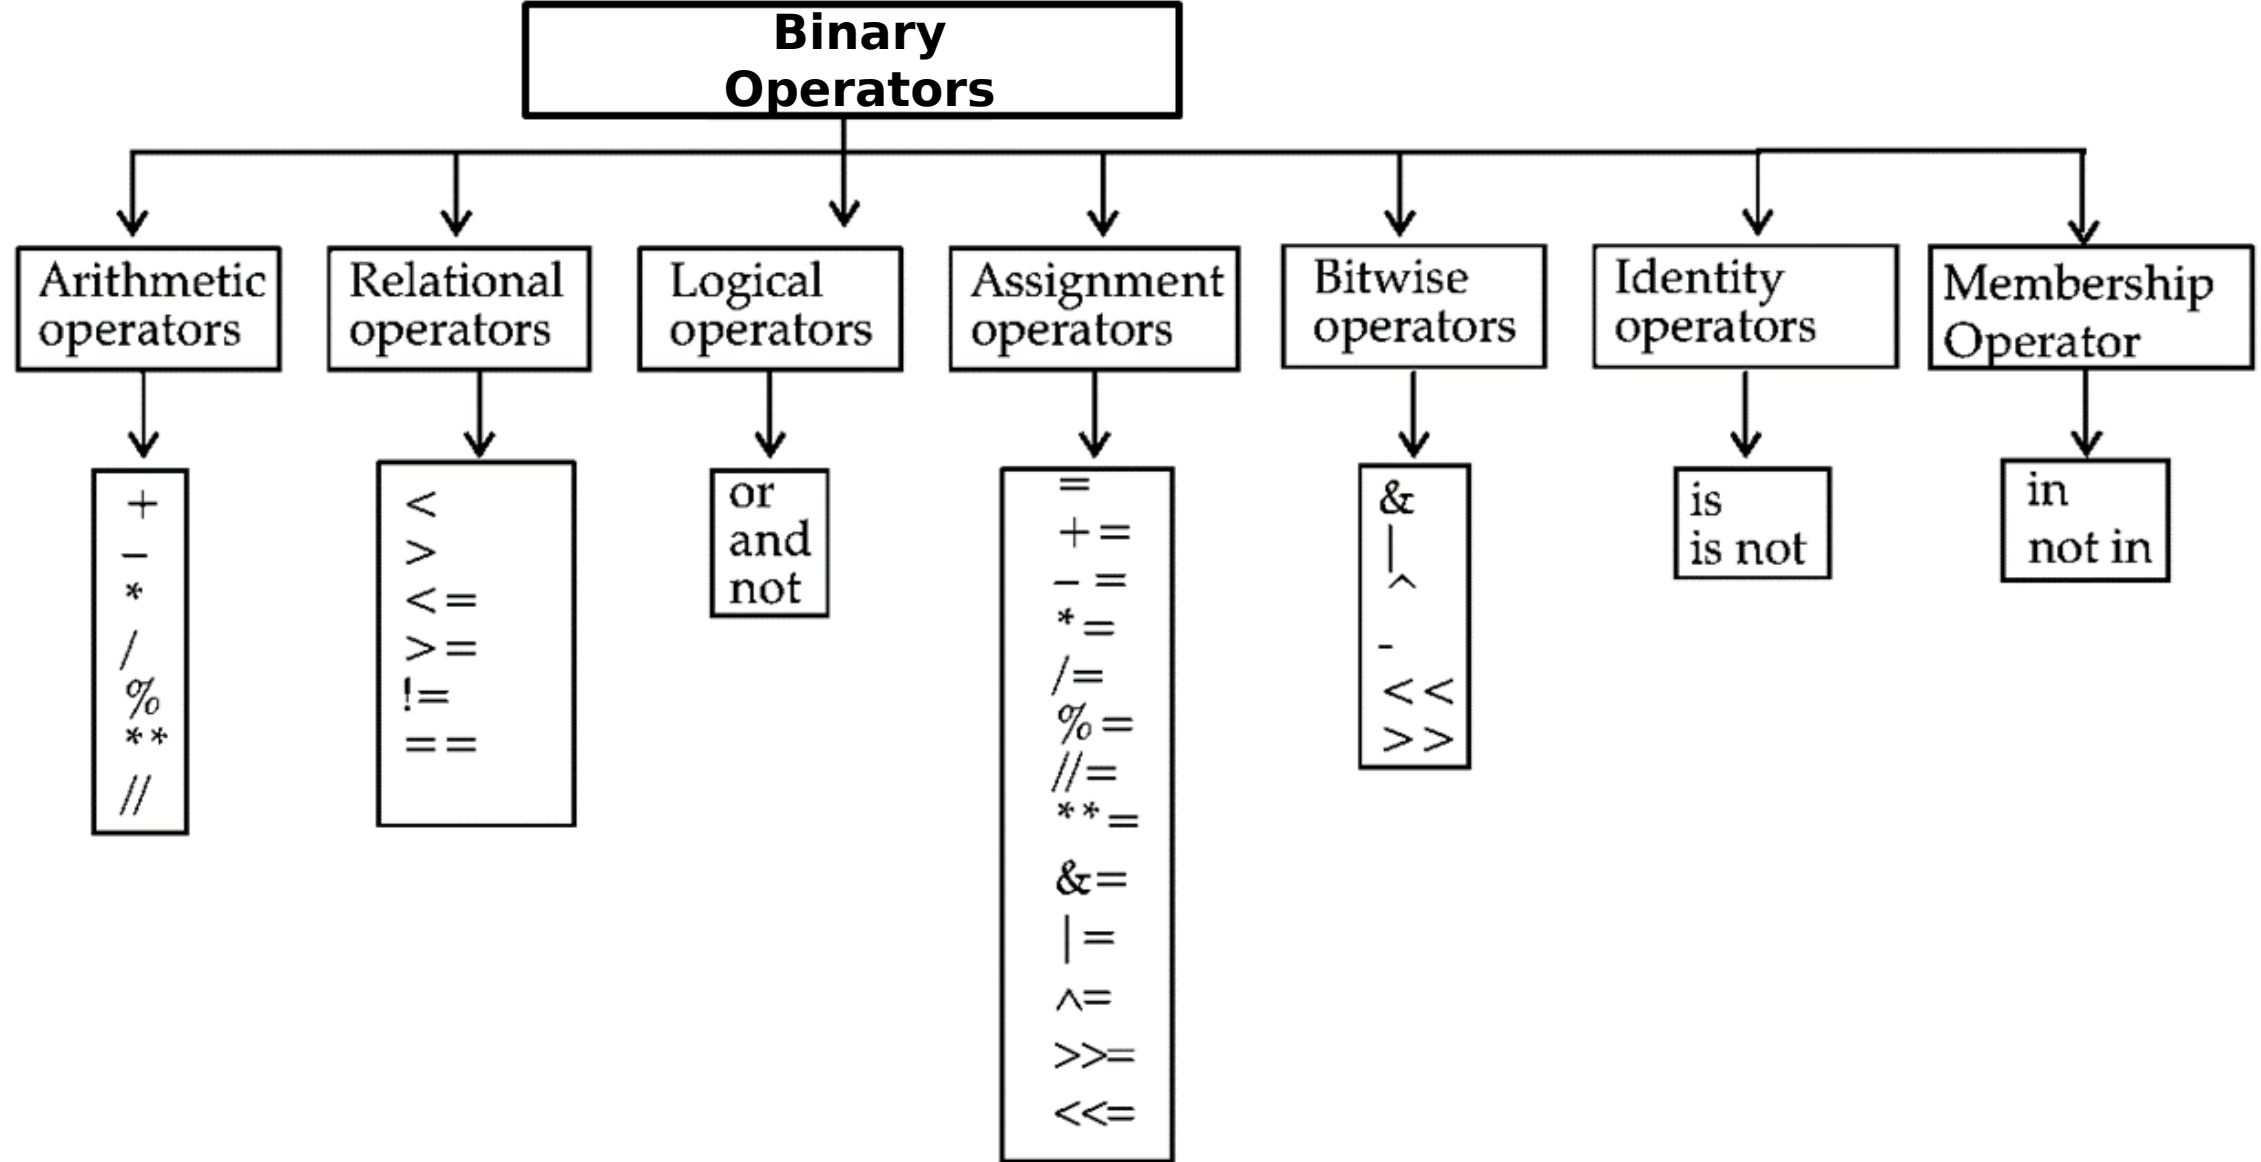 Binary
Operators
Arithmetic
operators
Relational
operators
Logical
operators
Assignment
operators
Bitwise
operators
Identity
operators
Membership
Operator
+
–
*
/
%
**
//
<
>
<=
>=
!=
==
or
and
not
=
+=
–=
*=
/=
%=
//=
**=
&=
|=
^=
>>=
<<=
&
|
^
-
<<
>>
is
is not
in
not in